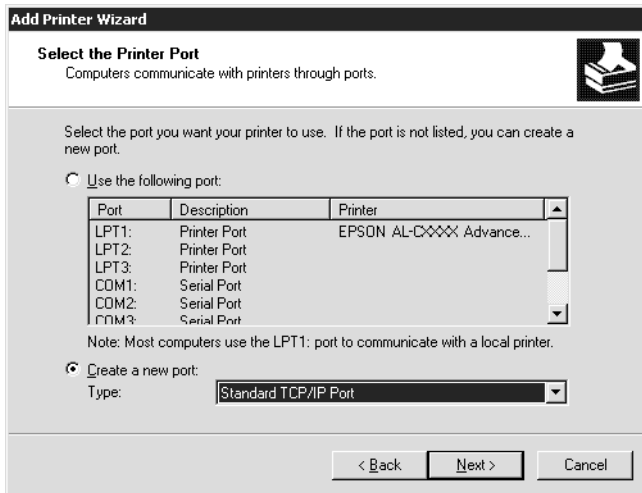 Add Printer Wizard
Select the Printer Port
Computers communicate with printers through ports.
Select the port you want your printer to use. If the port is not listed, you can create a
new port.
Use the following port:
Port Description Printer
LPT1: Printer Port EPSON AL-CXXXX Advance...
LPT2: Printer Port
LPT3: Printer Port
COM1: Serial Port
COM2: Serial Port
COM3: Serial Port
Note: Most computers use the LPT1: port to communicate with a local printer.
Create a new port:
Type: Standard TCP/IP Port
< Back Next > Cancel